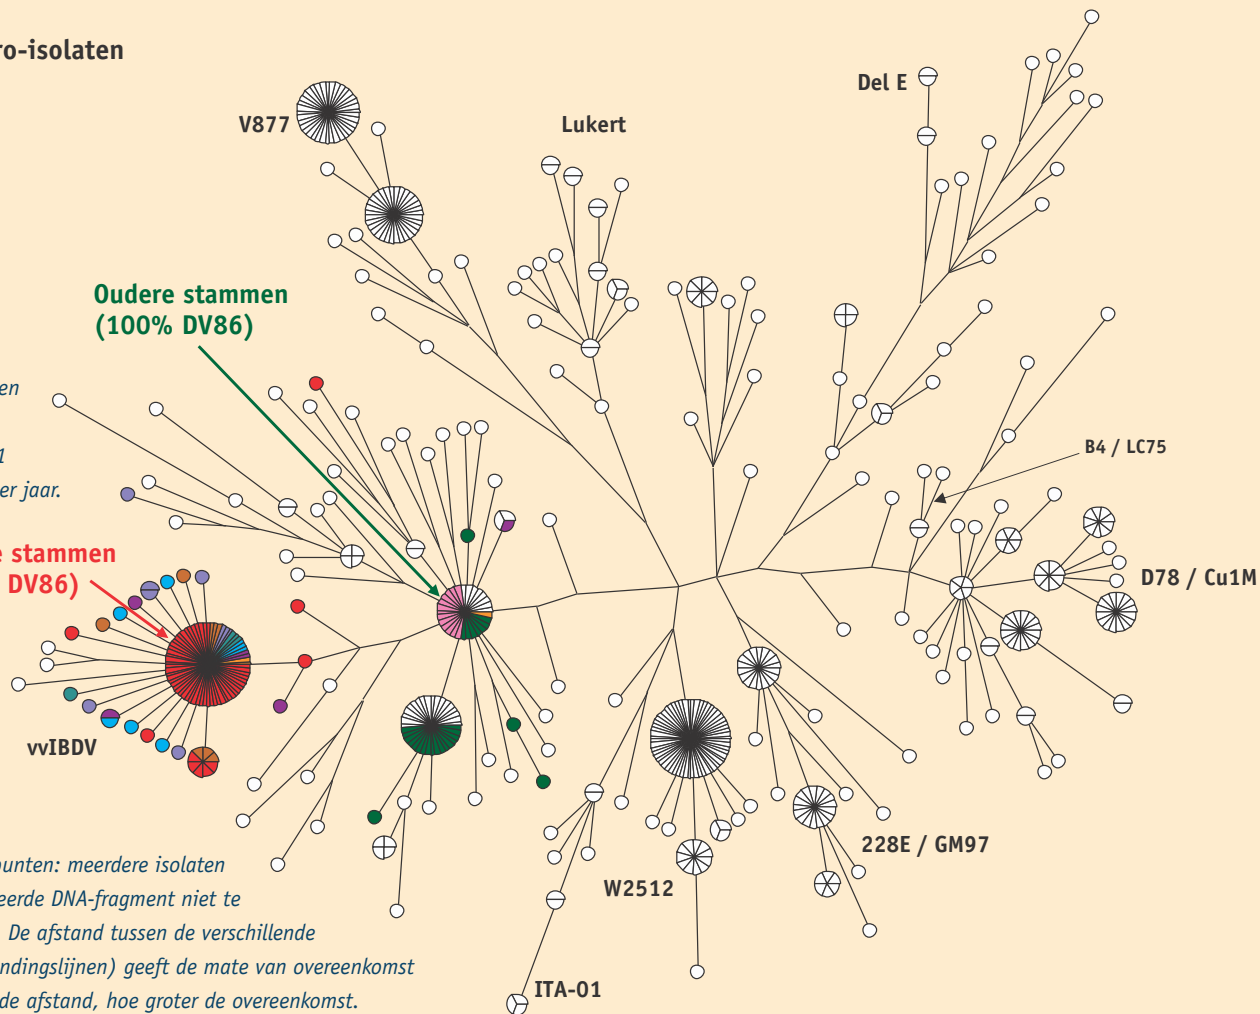 ro-isolaten
V877
Lukert
Del E
Oudere stammen
(100% DV86)
en
1
er jaar.
B4 / LC75
e stammen
DV86)
D78 / Cu1M
vvIBDV
ounten: meerdere isolaten
eerde DNA-fragment niet te
De afstand tussen de verschillende
ndingslijnen) geeft de mate van overeenkomst
de afstand, hoe groter de overeenkomst.
228E / GM97
W2512
ITA-01